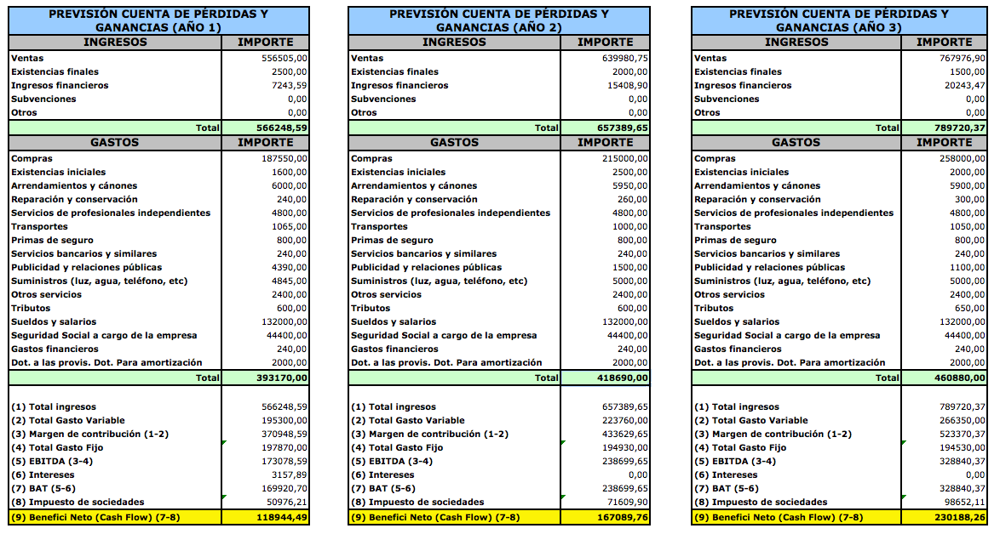 PREVISIÓN CUENTA DE PÉRDIDAS Y
GANANCIAS (AÑO 1)
INGRESOS IMPORTE
Ventas 556505,00
Existencias finales 2500,00
Ingresos financieros 7243,59
Subvenciones 0,00
Otros 0,00
Total 566248,59
GASTOS IMPORTE
Compras 187550,00
Existencias iniciales 1600,00
Arrendamientos y cánones 6000,00
Reparación y conservación 240,00
Servicios de profesionales independientes 4800,00
Transportes 1065,00
Primas de seguro 800,00
Servicios bancarios y similares 240,00
Publicidad y relaciones públicas 4390,00
Suministros (luz, agua, teléfono, etc) 4845,00
Otros servicios 2400,00
Tributos 600,00
Sueldos y salarios 132000,00
Seguridad Social a cargo de la empresa 44400,00
Gastos financieros 240,00
Dot. a las provis. Dot. Para amortización 2000,00
Total 393170,00
(1) Total ingresos 566248,59
(2) Total Gasto Variable 195300,00
(3) Margen de contribución (1-2) 370948,59
(4) Total Gasto Fijo 197870,00
(5) EBITDA (3-4) 173078,59
(6) Intereses 3157,89
(7) BAT (5-6) 169920,70
(8) Impuesto de sociedades 50976,21
(9) Benefici Neto (Cash Flow) (7-8) 118944,49
PREVISIÓN CUENTA DE PÉRDIDAS Y
GANANCIAS (AÑO 2)
INGRESOS IMPORTE
Ventas 639980,75
Existencias finales 2000,00
Ingresos financieros 15408,90
Subvenciones 0,00
Otros 0,00
Total 657389,65
GASTOS IMPORTE
Compras 215000,00
Existencias iniciales 2500,00
Arrendamientos y cánones 5950,00
Reparación y conservación 260,00
Servicios de profesionales independientes 4800,00
Transportes 1000,00
Primas de seguro 800,00
Servicios bancarios y similares 240,00
Publicidad y relaciones públicas 1500,00
Suministros (luz, agua, teléfono, etc) 5000,00
Otros servicios 2400,00
Tributos 600,00
Sueldos y salarios 132000,00
Seguridad Social a cargo de la empresa 44400,00
Gastos financieros 240,00
Dot. a las provis. Dot. Para amortización 2000,00
Total 418690,00
(1) Total ingresos 657389,65
(2) Total Gasto Variable 223760,00
(3) Margen de contribución (1-2) 433629,65
(4) Total Gasto Fijo 194930,00
(5) EBITDA (3-4) 238699,65
(6) Intereses 0,00
(7) BAT (5-6) 238699,65
(8) Impuesto de sociedades 71609,90
(9) Benefici Neto (Cash Flow) (7-8) 167089,76
PREVISIÓN CUENTA DE PÉRDIDAS Y
GANANCIAS (AÑO 3)
INGRESOS IMPORTE
Ventas 767976,90
Existencias finales 1500,00
Ingresos financieros 20243,47
Subvenciones 0,00
Otros 0,00
Total 789720,37
GASTOS IMPORTE
Compras 258000,00
Existencias iniciales 2000,00
Arrendamientos y cánones 5900,00
Reparación y conservación 300,00
Servicios de profesionales independientes 4800,00
Transportes 1050,00
Primas de seguro 800,00
Servicios bancarios y similares 240,00
Publicidad y relaciones públicas 1100,00
Suministros (luz, agua, teléfono, etc) 5000,00
Otros servicios 2400,00
Tributos 650,00
Sueldos y salarios 132000,00
Seguridad Social a cargo de la empresa 44400,00
Gastos financieros 240,00
Dot. a las provis. Dot. Para amortización 2000,00
Total 460880,00
(1) Total ingresos 789720,37
(2) Total Gasto Variable 266350,00
(3) Margen de contribución (1-2) 523370,37
(4) Total Gasto Fijo 194530,00
(5) EBITDA (3-4) 328840,37
(6) Intereses 0,00
(7) BAT (5-6) 328840,37
(8) Impuesto de sociedades 98652,11
(9) Benefici Neto (Cash Flow) (7-8) 230188,26